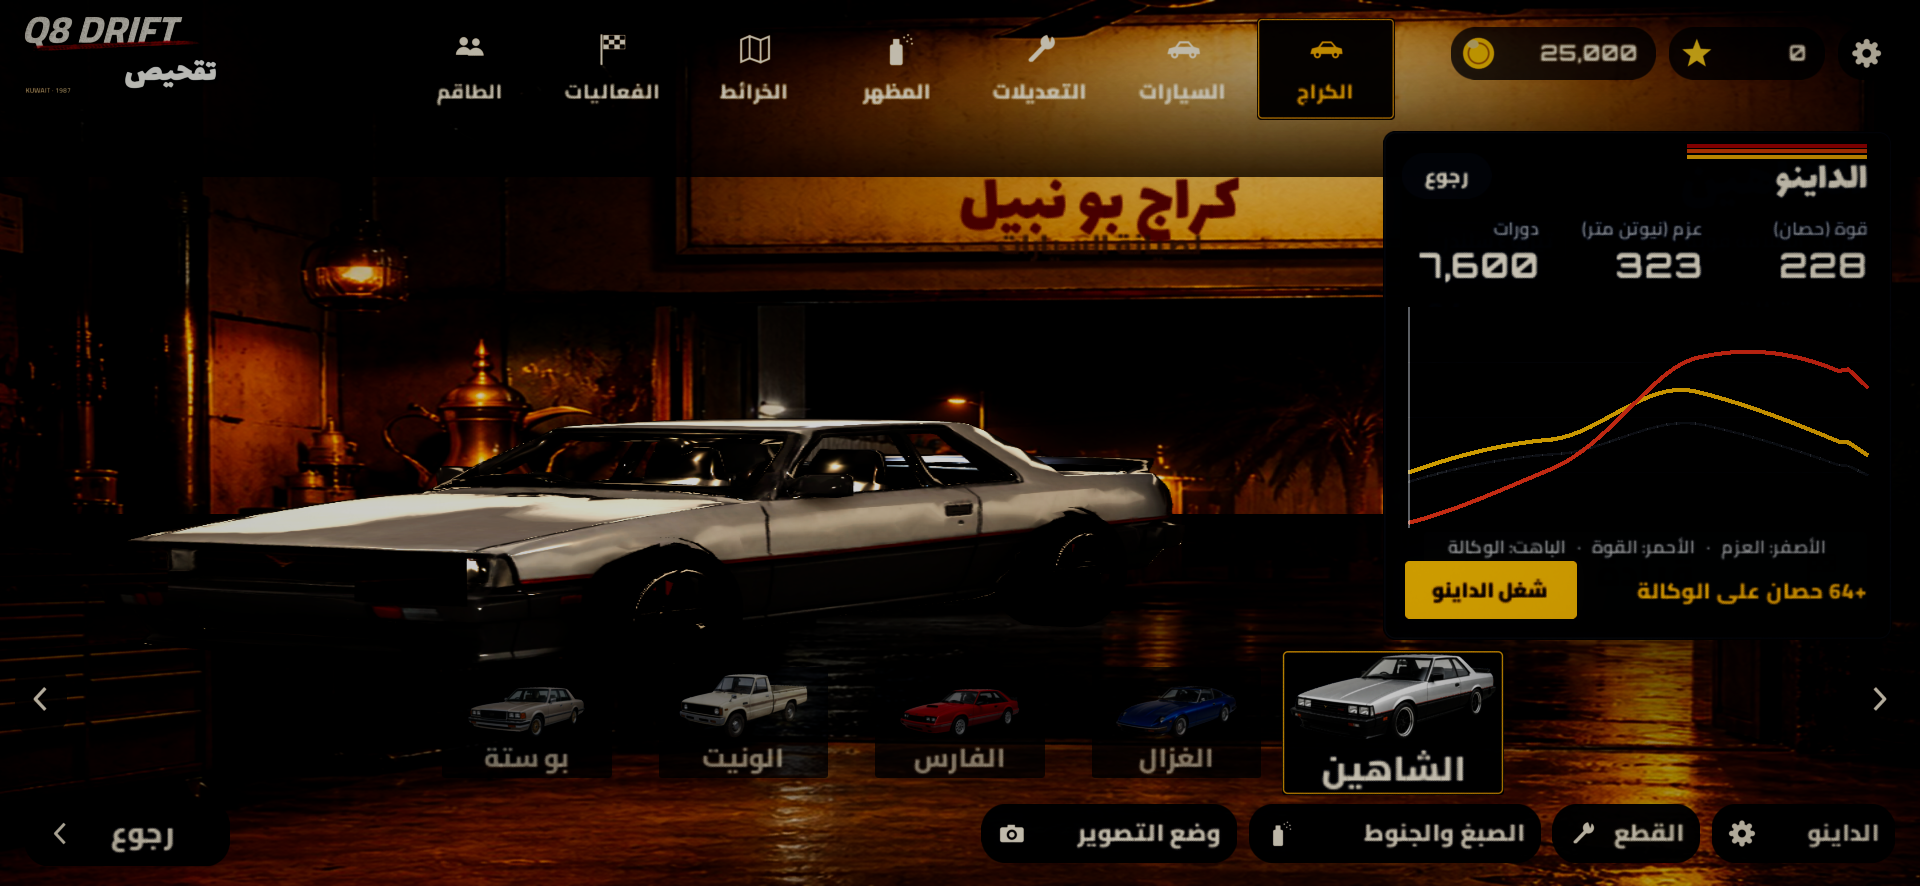 Q8 DRIFT
تقحيص
KUWAIT · 1987
25,000
0
الكراج
السيارات
التعديلات
المظهر
الخرائط
الفعاليات
الطاقم
كراج بو نبيل
الداينو
رجوع
قوة (حصان)
عزم (نيوتن متر)
دورات
228
323
7,600
الأصفر: العزم · الأحمر: القوة · الباهت: الوكالة
+64 حصان على الوكالة
شغل الداينو
الشاهين
الغزال
الفارس
الونيت
بو ستة
الداينو
القطع
الصبغ والجنوط
وضع التصوير
رجوع